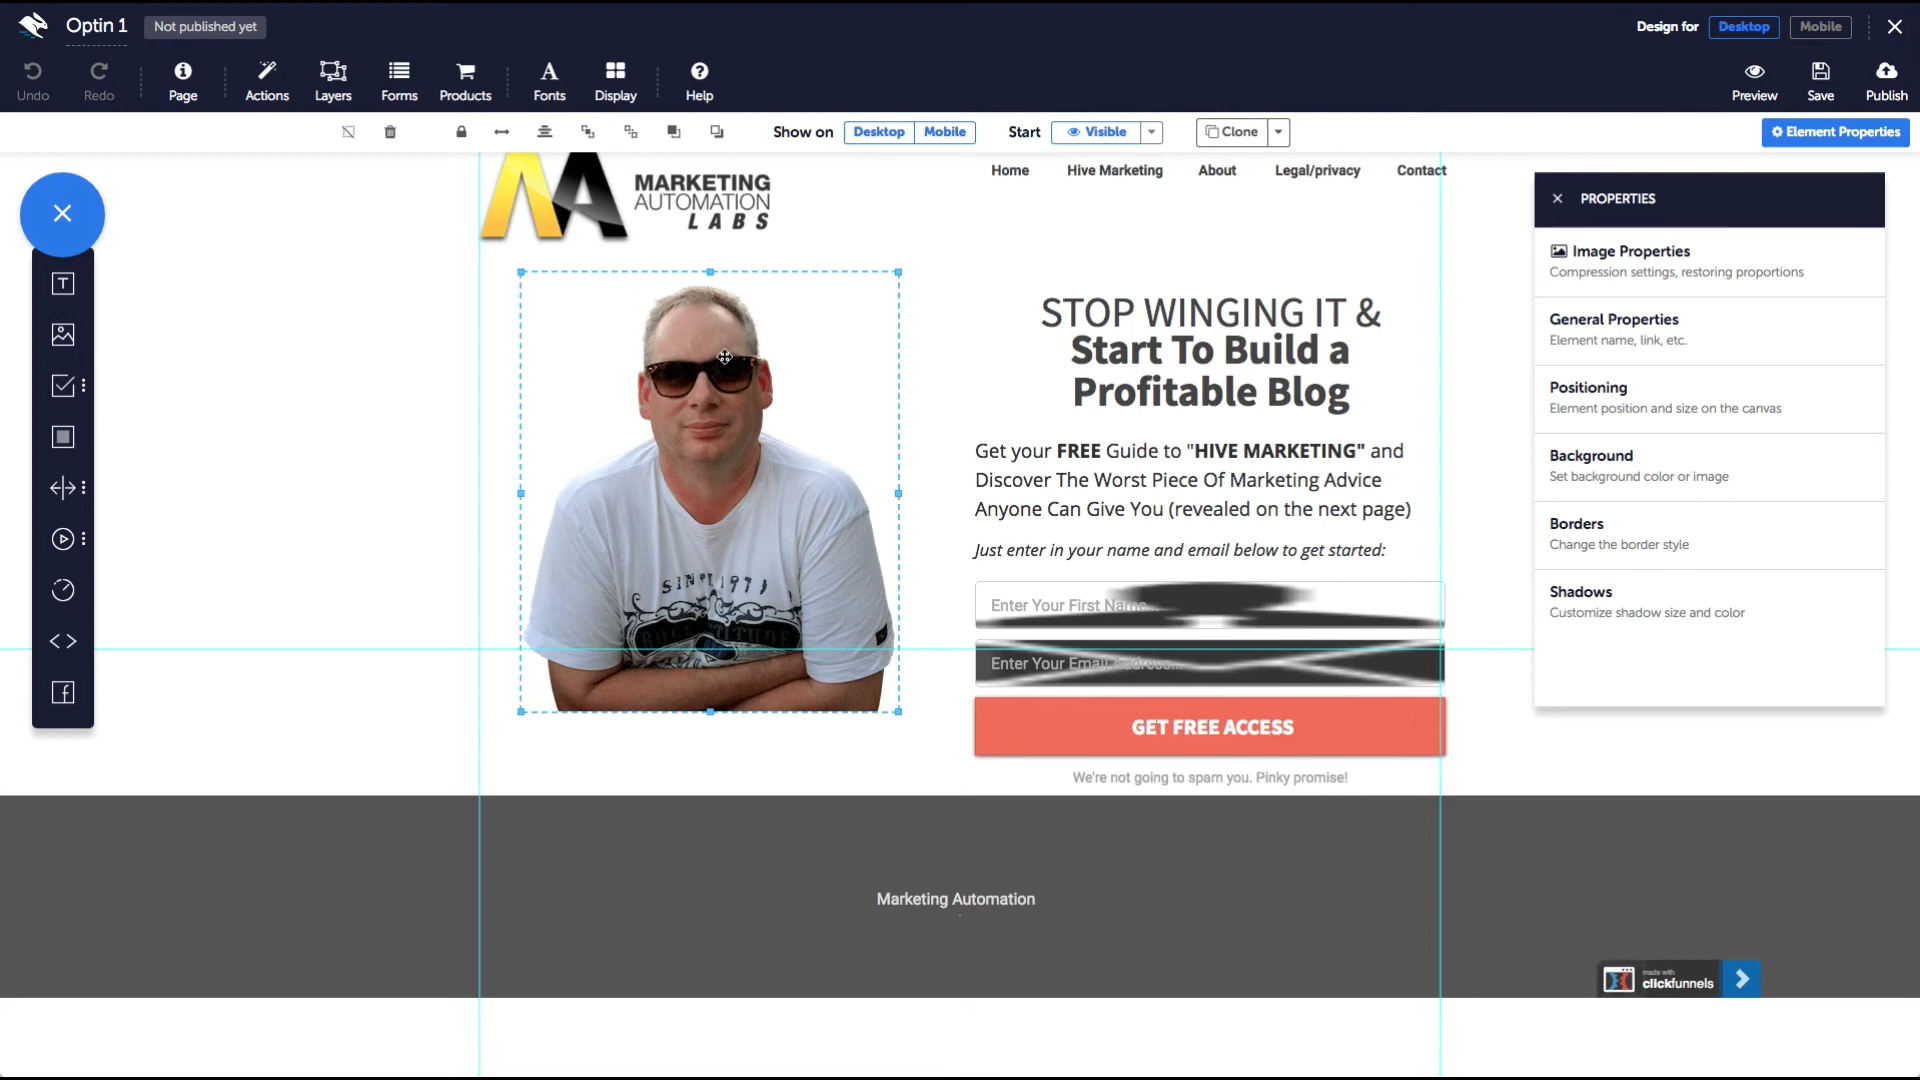 Optin 1
Not published yet
Design for
Desktop
Mobile
Undo
Redo
Page
Actions
Layers
Forms
Products
Fonts
Display
Help
Preview
Save
Publish
Show on
Desktop
Mobile
Start
Visible
Clone
Element Properties
MARKETING
AUTOMATION
LABS
Home
Hive Marketing
About
Legal/privacy
Contact
STOP WINGING IT &
Start To Build a
Profitable Blog
Get your FREE Guide to "HIVE MARKETING" and
Discover The Worst Piece Of Marketing Advice
Anyone Can Give You (revealed on the next page)
Just enter in your name and email below to get started:
Enter Your First Name
Enter Your Email Address...
GET FREE ACCESS
We're not going to spam you. Pinky promise!
PROPERTIES
Image Properties
Compression settings, restoring proportions
General Properties
Element name, link, etc.
Positioning
Element position and size on the canvas
Background
Set background color or image
Borders
Change the border style
Shadows
Customize shadow size and color
Marketing Automation
made with
clickfunnels